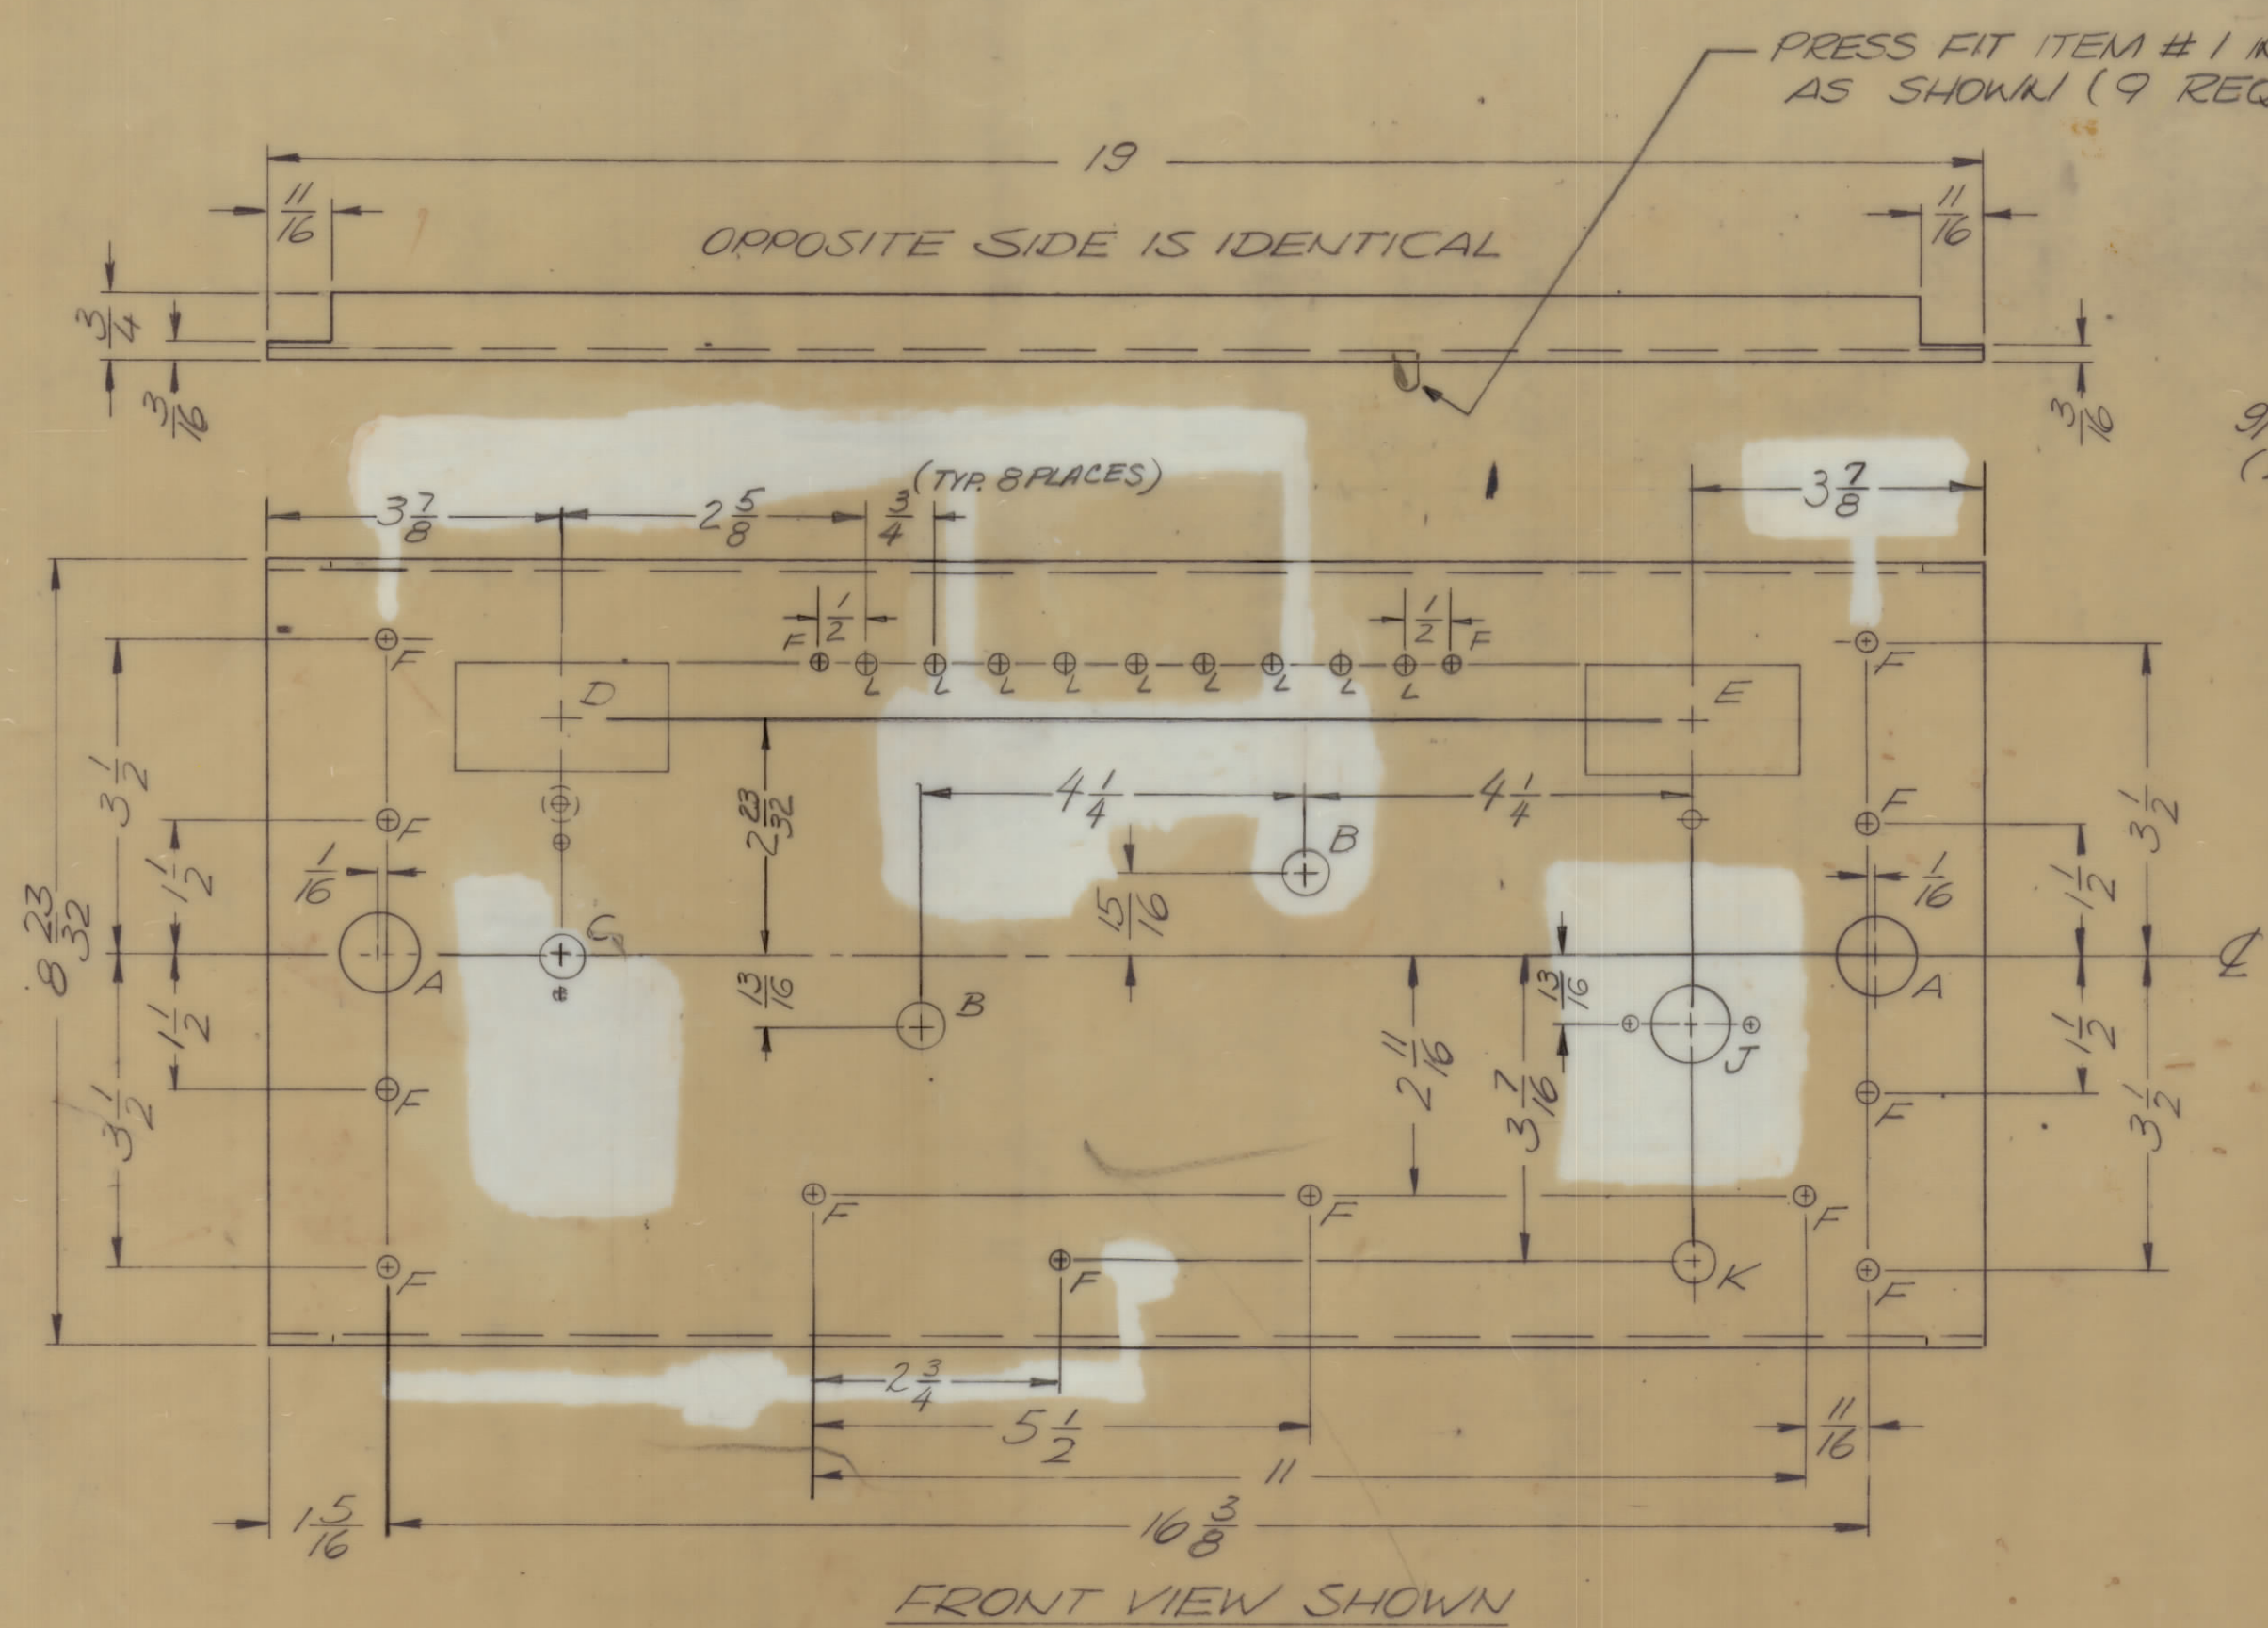 PRESS FIT ITEM # 1
AS SHOWN (9
19
11/16
11/16
OPPOSITE SIDE IS IDENTICAL
3/4
3/16
3/16
(TYP. 8 PLACES)
3 7/8
2 5/8
3/4
3 7/8
F
1/2
1/2
F
F
L L L L L L L L L
F
D
E
3 1/2
2 23/32
4 1/4
4 1/4
3 1/2
F
F
B
1 1/2
1/16
1/16
1 1/2
8 23/32
15/16
G
A
13/16
13/16
A
℄
B
J
1 1/2
2 11/16
3 7/16
1 1/2
3 1/2
3 1/2
F
F
F
F
F
F
F
K
F
2 3/4
5 1/2
11/16
11
1 5/16
16 3/8
FRONT VIEW SHOWN